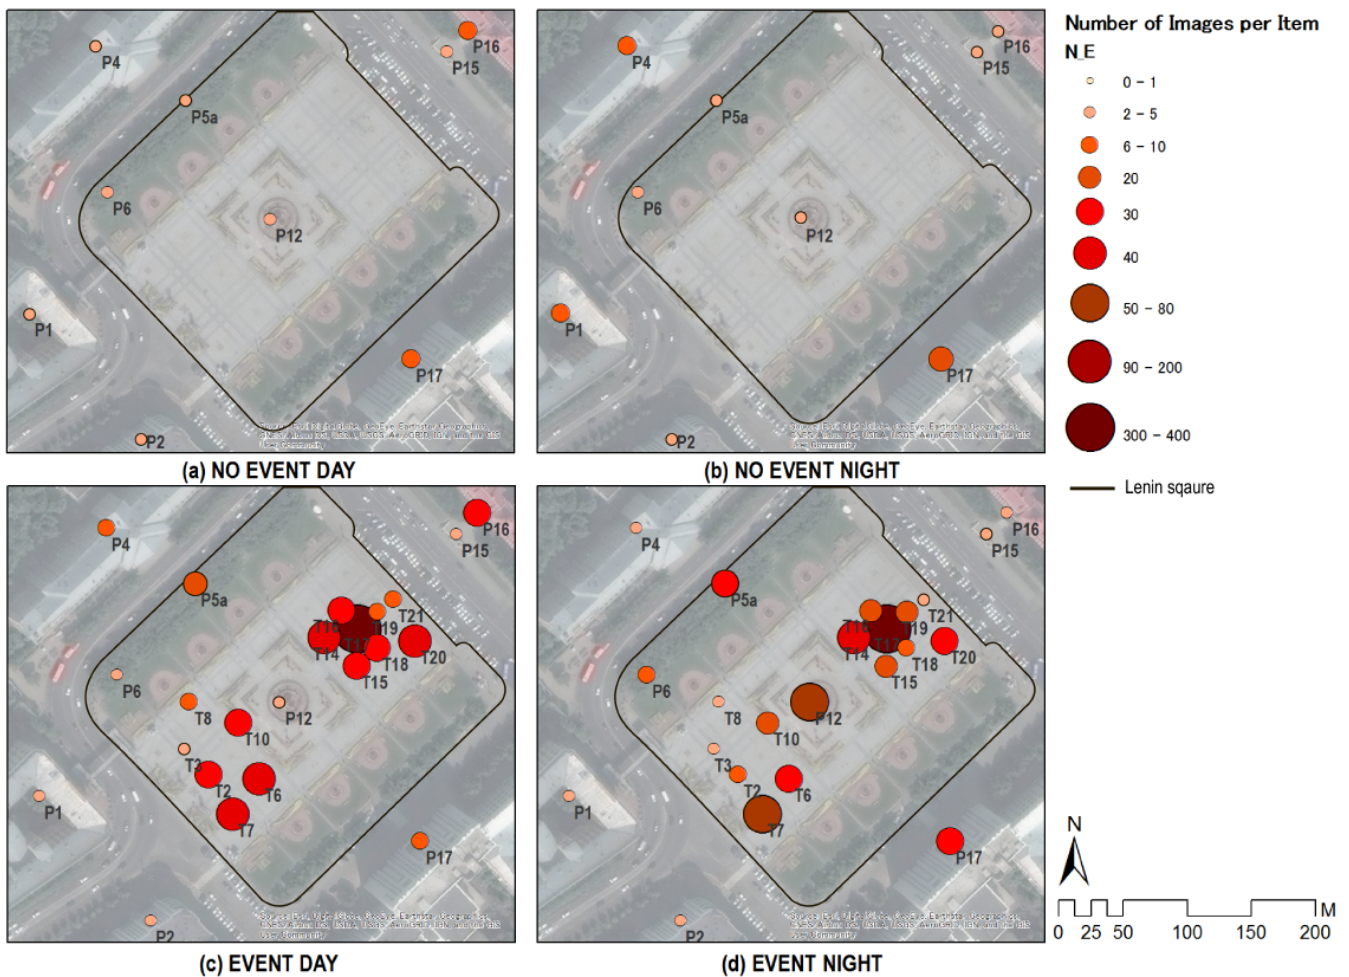 P4
P16
P15
P5a
P6
P12
P1
P17
P2
(a) NO EVENT DAY
P4
P16
P15
P5a
P6
P12
P1
P17
P2
(b) NO EVENT NIGHT
Number of Images per Item
N_E
0 - 1
2 - 5
6 - 10
20
30
40
50 - 80
90 - 200
300 - 400
Lenin sqaure
P4
P16
P15
P5a
T21
T16
T19
T17
T14
T18
T20
T15
P6
T8
P12
T10
T3
T2
T6
T7
P1
P17
P2
(c) EVENT DAY
P4
P16
P15
P5a
T21
T16
T19
T17
T14
T18
T20
T15
P6
T8
P12
T10
T3
T2
T6
T7
P1
P17
P2
(d) EVENT NIGHT
N
M
0 25 50 100 150 200